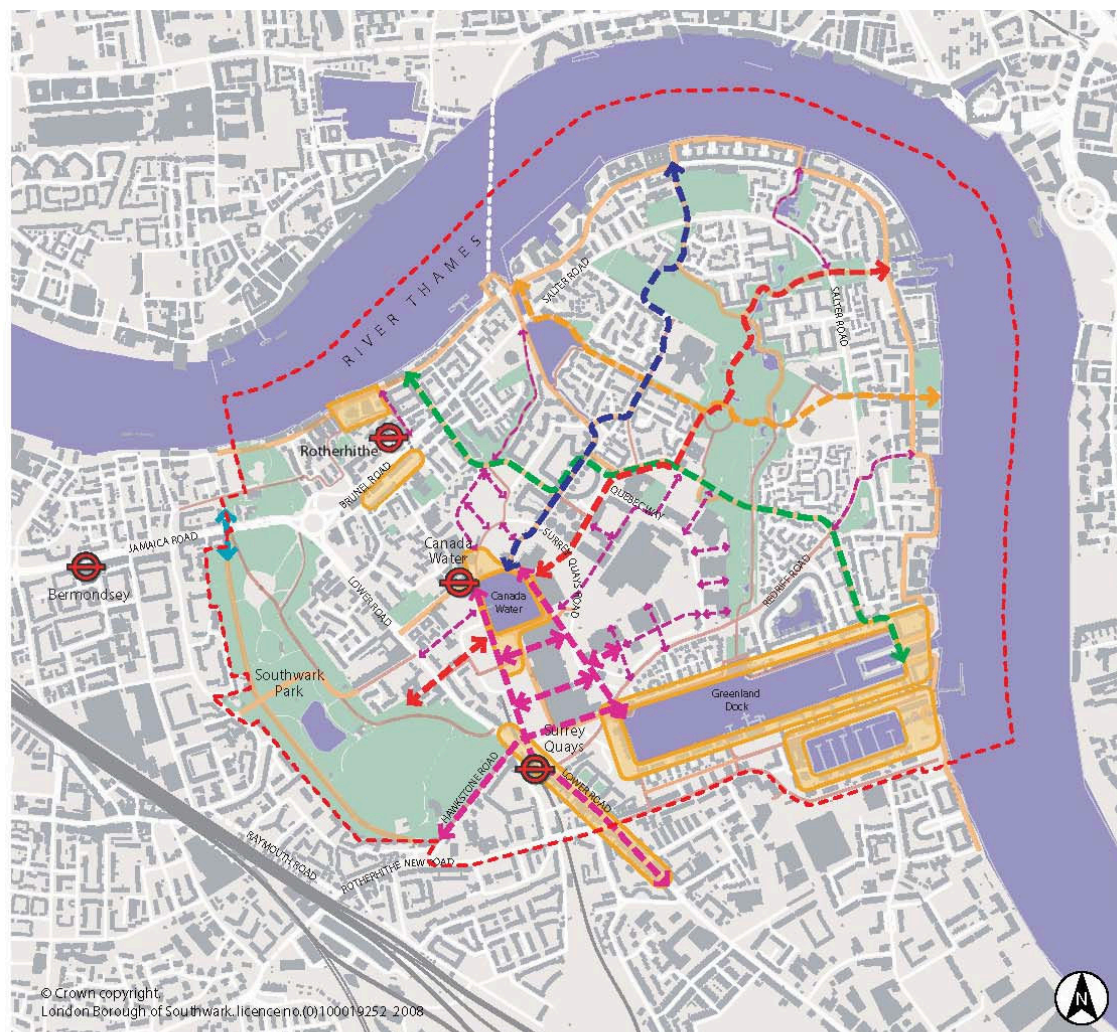 RIVER THAMES
SALTER ROAD
SALTER ROAD
Rotherhithe
BRUNEL ROAD
QUEBEC WAY
JAMAICA ROAD
Bermondsey
Canada
Water
SURREY QUAYS ROAD
LOWER ROAD
Canada
Water
REDRIFF ROAD
Southwark
Park
Greenland
Dock
Surrey
Quays
HAWKSTONE ROAD
LOWER ROAD
RAYMOUTH ROAD
ROTHERHITHE NEW ROAD
© Crown copyright.
London Borough of Southwark. licence no.(0)100019252 2008
N